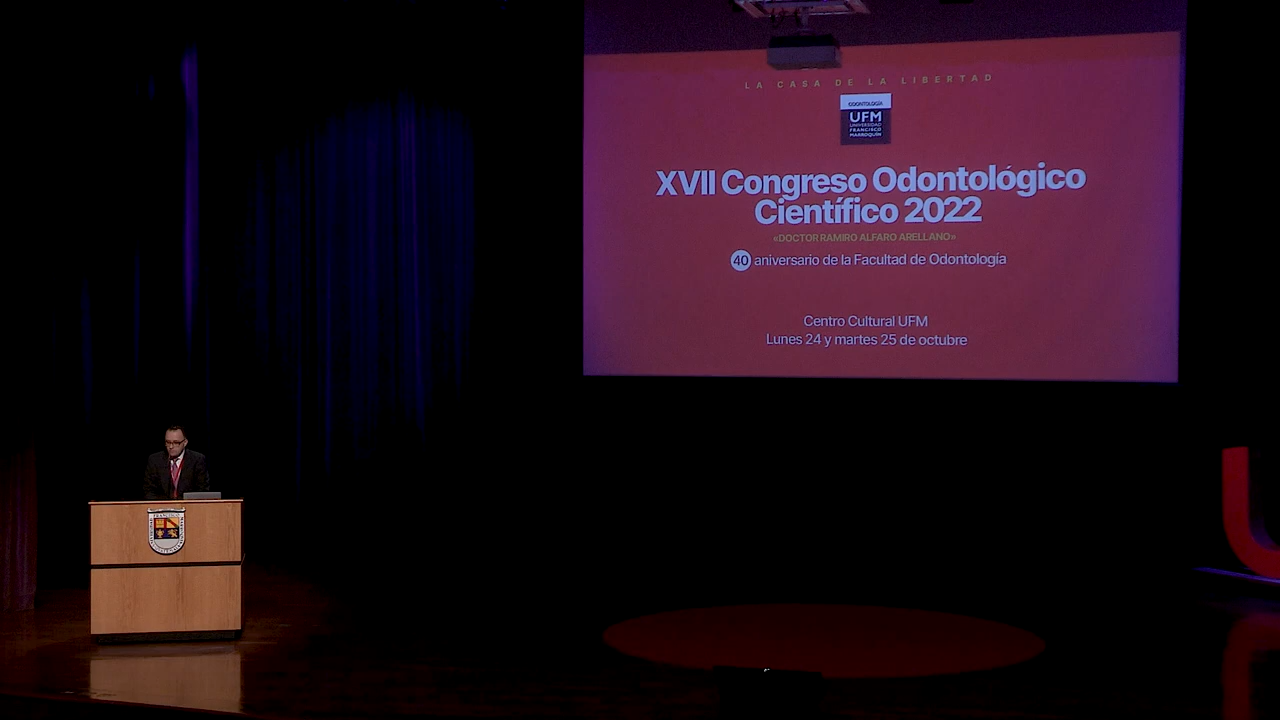 LA CASA DE LA LIBERTAD
ODONTOLOGÍA
UFM
UNIVERSIDAD
FRANCISCO
MARROQUÍN
XVII Congreso Odontológico
Científico 2022
«DOCTOR RAMIRO ALFARO ARELLANO»
40 aniversario de la Facultad de Odontología
Centro Cultural UFM
Lunes 24 y martes 25 de octubre
FRANCISCO
U